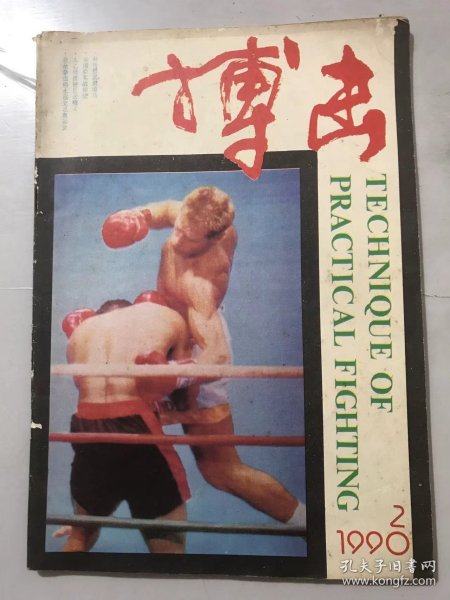 搏击
TECHNIQUE OF
PRACTICAL FIGHTING
2
1990
孔夫子旧书网
www.kongfz.com